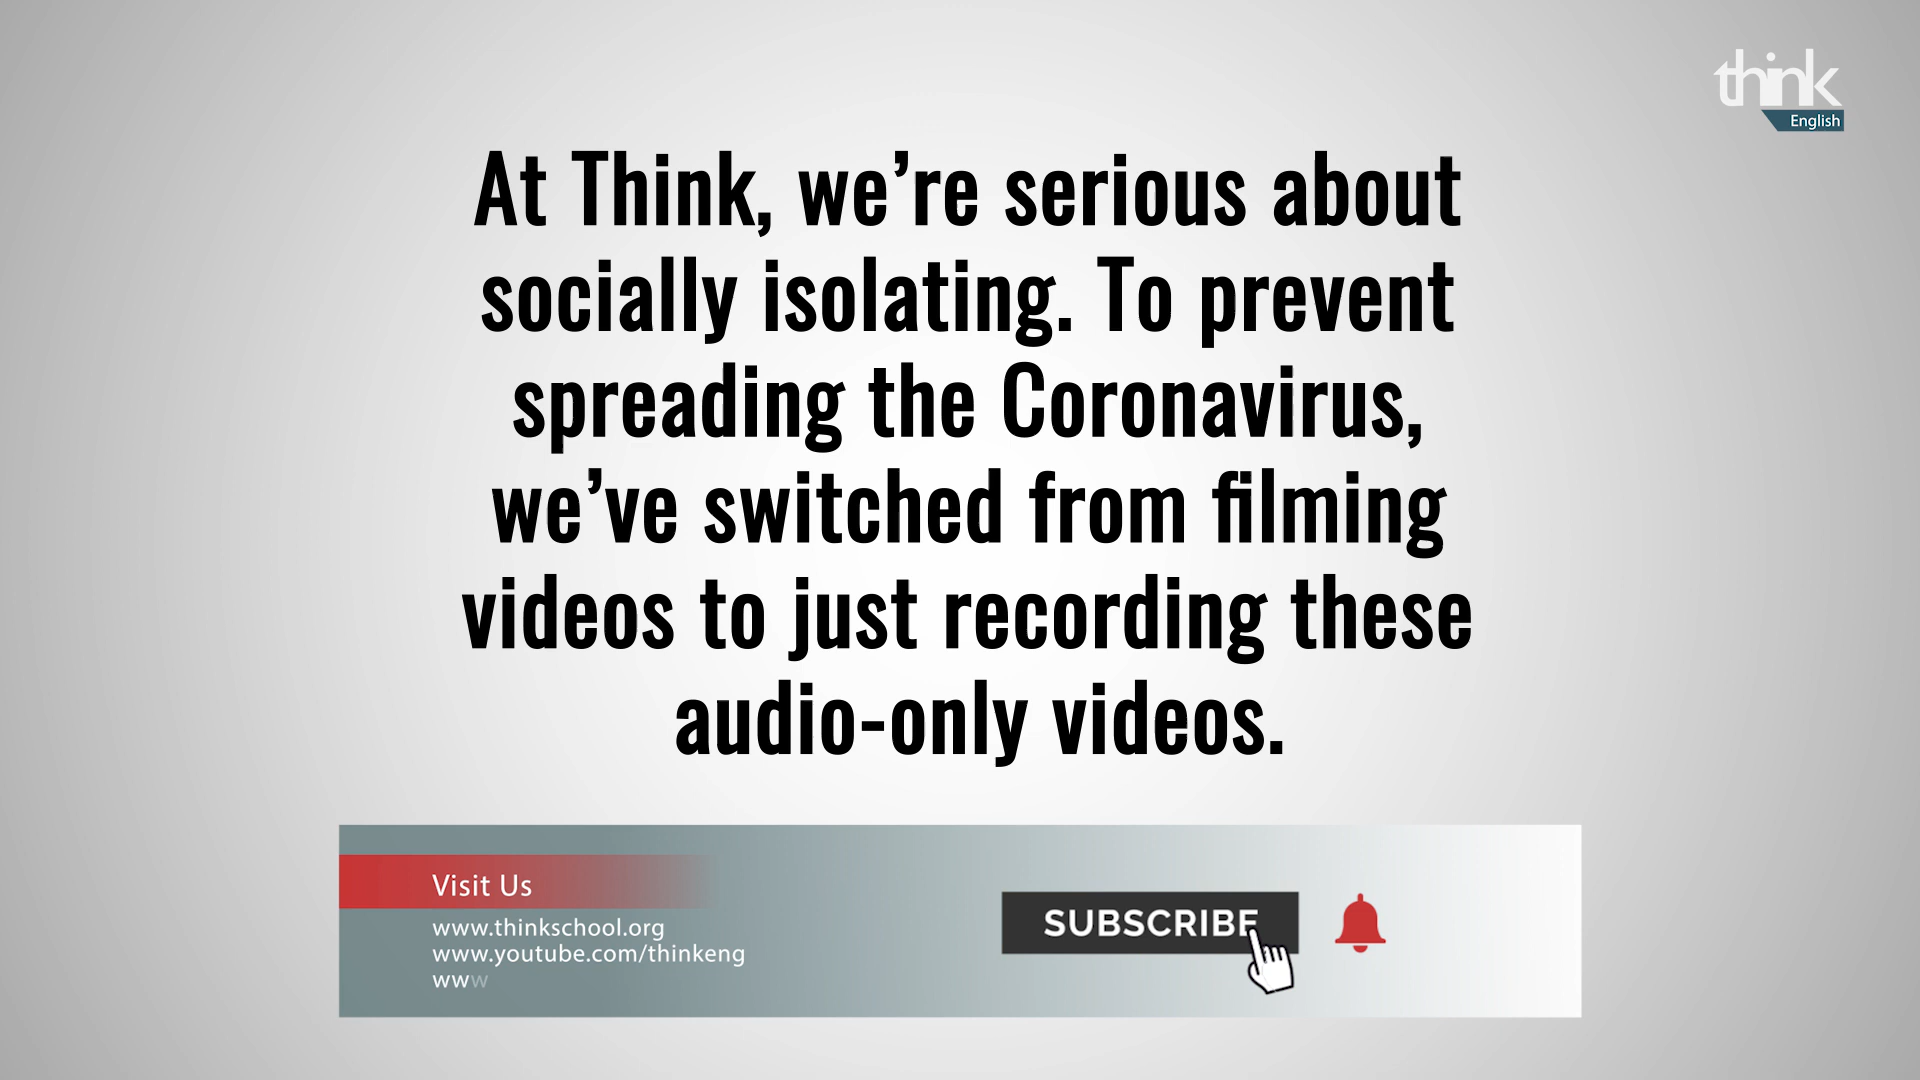 think
English
At Think, we’re serious about
socially isolating. To prevent
spreading the Coronavirus,
we’ve switched from filming
videos to just recording these
audio-only videos.
Visit Us
www.thinkschool.org
www.youtube.com/thinkeng
www
SUBSCRIBE